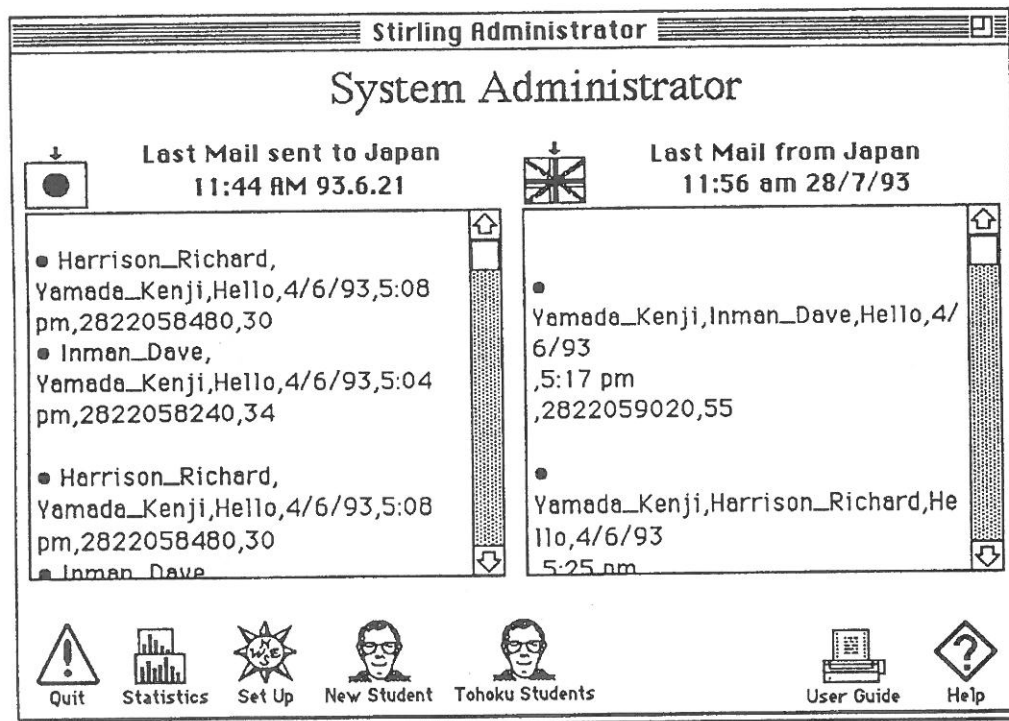 Stirling Administrator
System Administrator
Last Mail sent to Japan
11:44 AM 93.6.21
● Harrison_Richard,
Yamada_Kenji,Hello,4/6/93,5:08
pm,2822058480,30
● Inman_Dave,
Yamada_Kenji,Hello,4/6/93,5:04
pm,2822058240,34
● Harrison_Richard,
Yamada_Kenji,Hello,4/6/93,5:08
pm,2822058480,30
● Inman_Dave
Last Mail from Japan
11:56 am 28/7/93
●
Yamada_Kenji,Inman_Dave,Hello,4/
6/93
,5:17 pm
,2822059020,55
●
Yamada_Kenji,Harrison_Richard,He
llo,4/6/93
,5:25 pm
N
W E
S
Quit
Statistics
Set Up
New Student
Tohoku Students
User Guide
Help